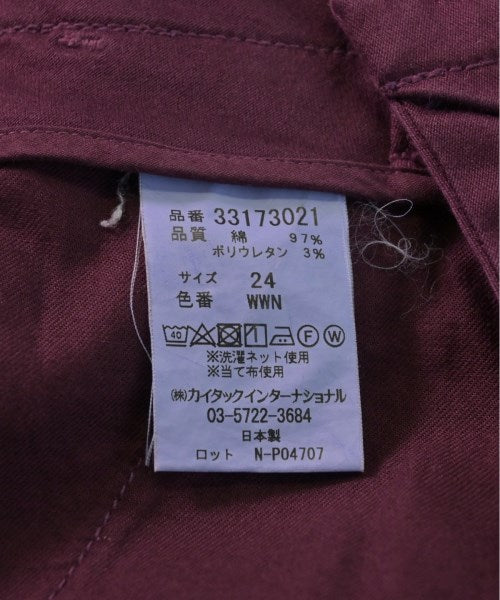 品番 33173021
品質 綿 97%
ポリウレタン 3%
サイズ 24
色番 WWN
40 F W
※洗濯ネット使用
※当て布使用
㈱カイタックインターナショナル
03-5722-3684
日本製
ロット N-P04707